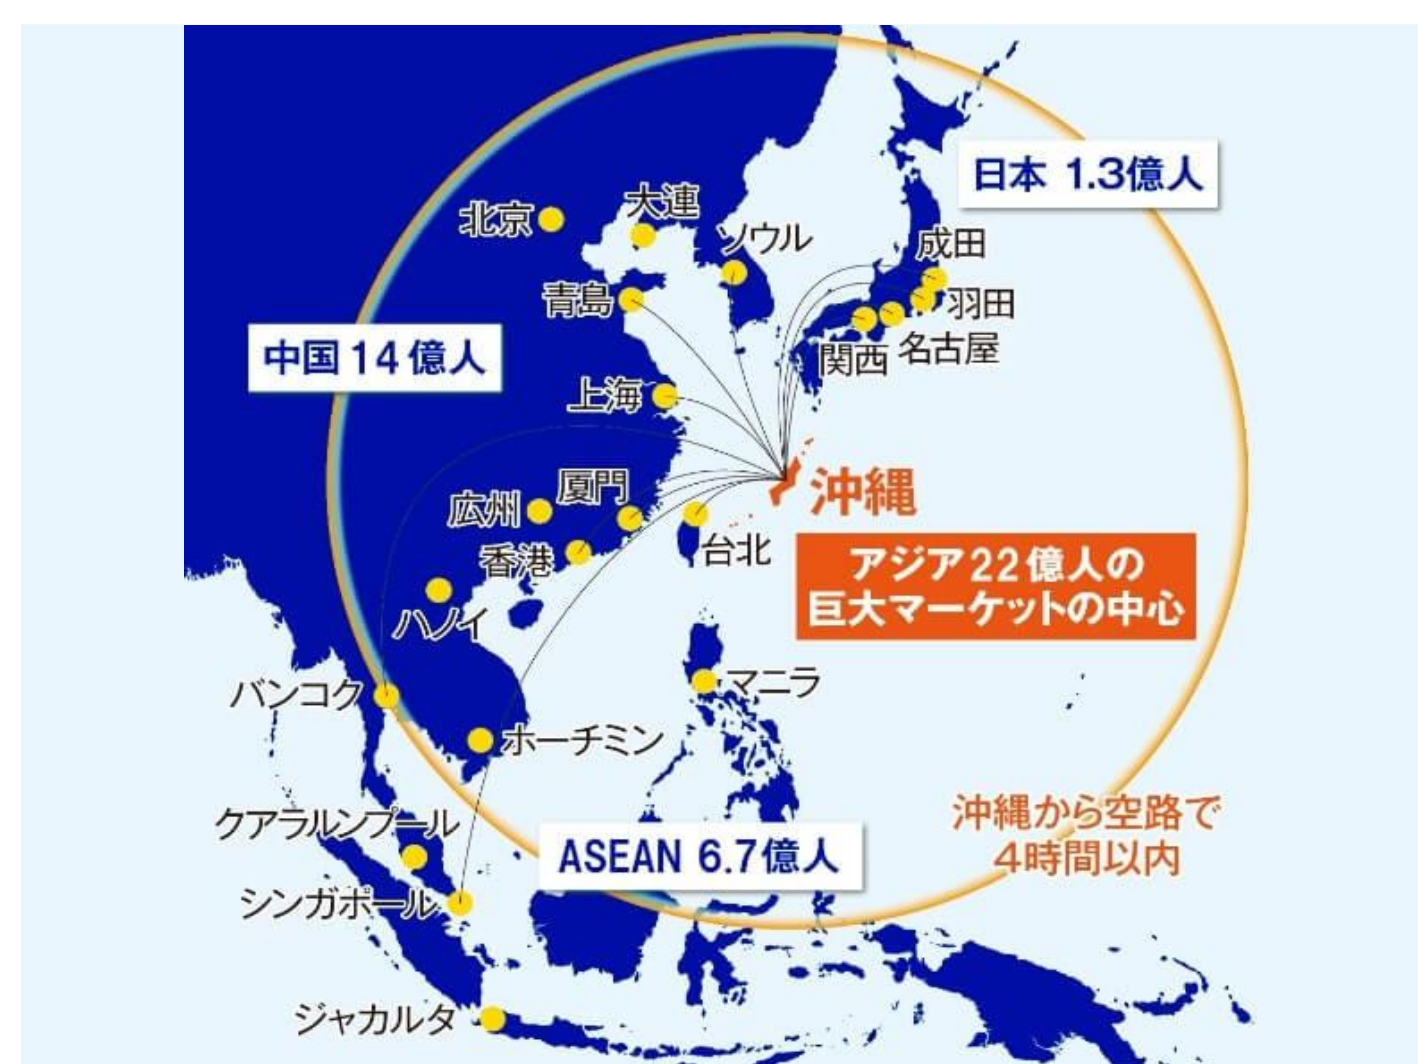 日本 1.3億人
大連
北京
ソウル
成田
青島
羽田
関西
名古屋
中国 14億人
上海
沖縄
厦門
広州
香港
台北
アジア22億人の
巨大マーケットの中心
ハノイ
バンコク
マニラ
ホーチミン
クアラルンプール
沖縄から空路で
4時間以内
ASEAN 6.7億人
シンガポール
ジャカルタ